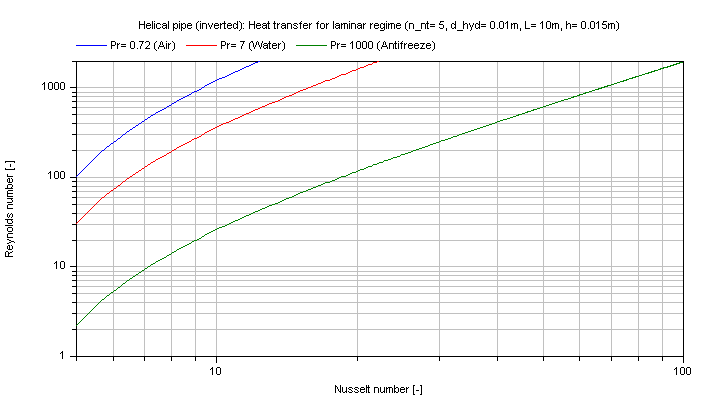 Helical pipe (inverted): Heat transfer for laminar regime (n_nt= 5, d_hyd= 0.01m, L= 10m, h= 0.015m)
Pr= 0.72 (Air) Pr= 7 (Water) Pr= 1000 (Antifreeze)
1000
100
10
1
Reynolds number [-]
10 100
Nusselt number [-]